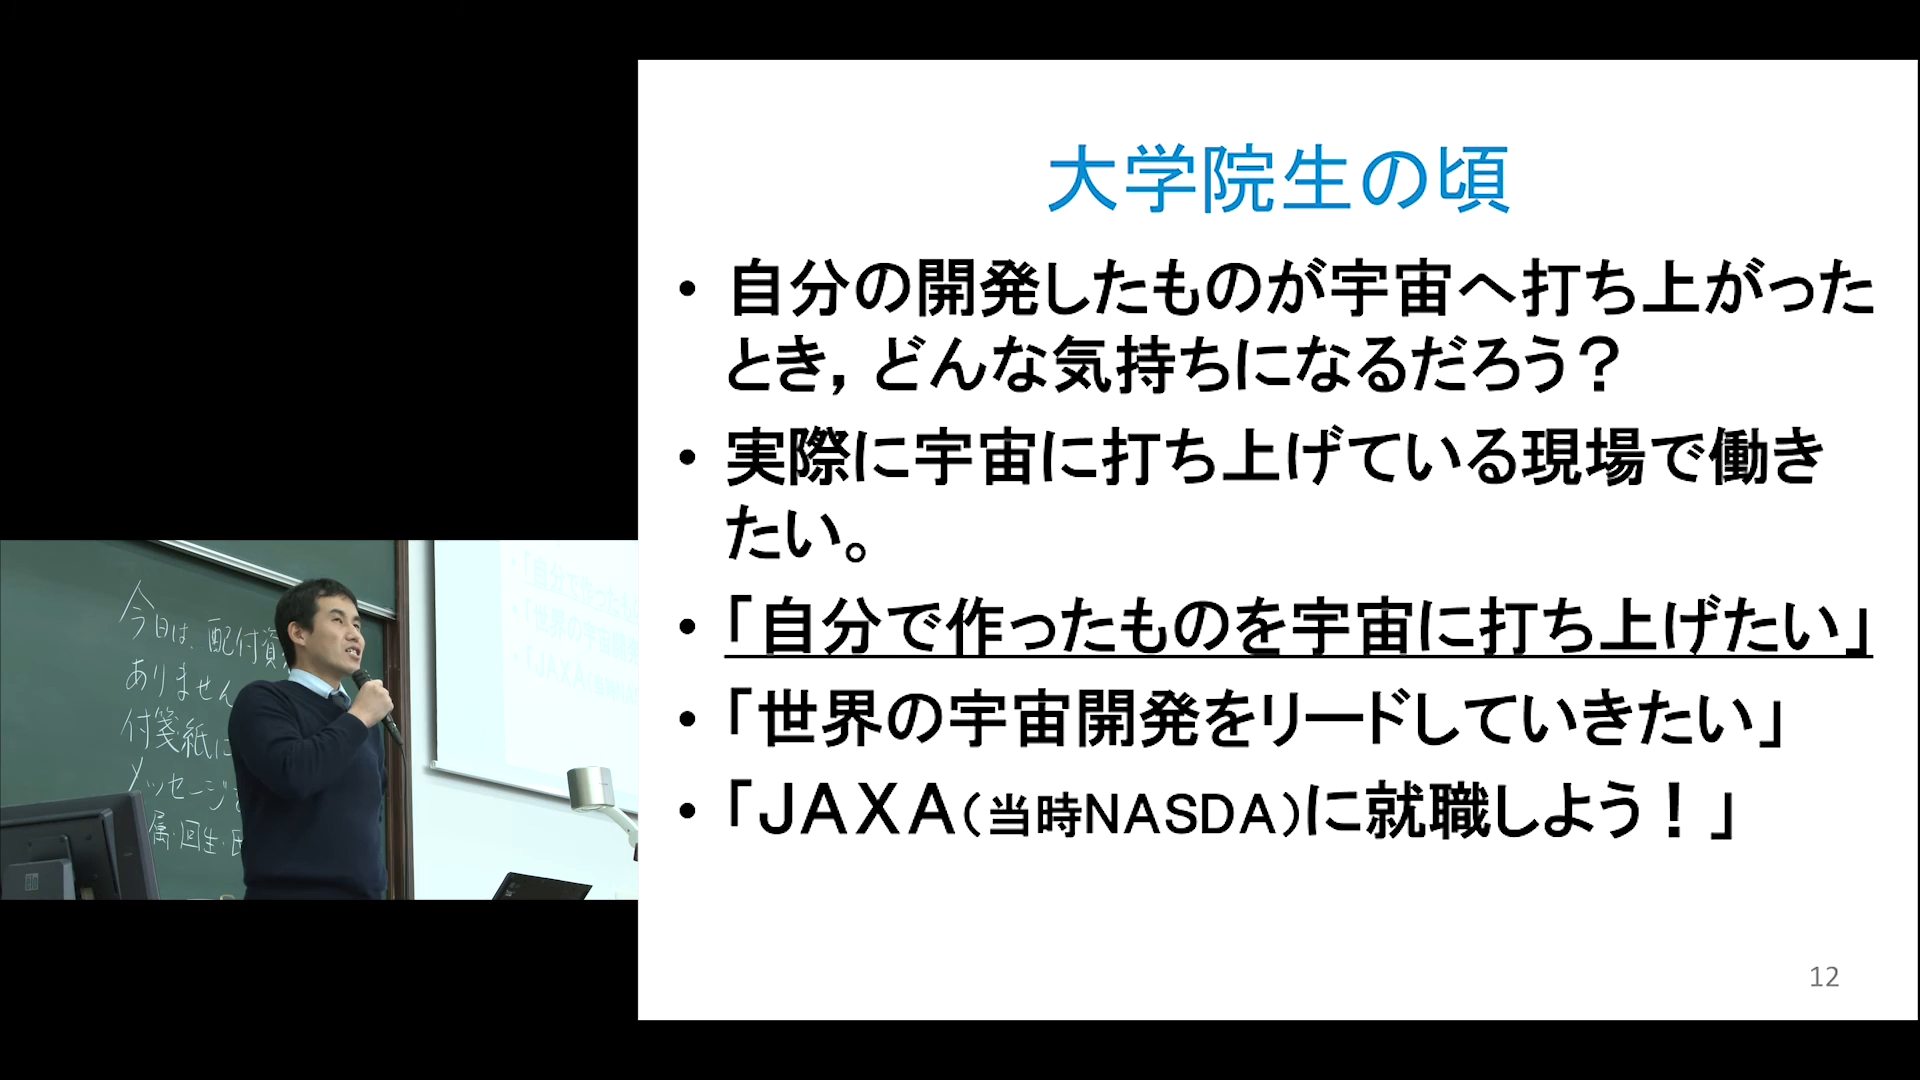 大学院生の頃
• 自分の開発したものが宇宙へ打ち上がった
とき，どんな気持ちになるだろう？
• 実際に宇宙に打ち上げている現場で働き
たい。
• 「自分で作ったものを宇宙に打ち上げたい」
• 「世界の宇宙開発をリードしていきたい」
• 「JAXA（当時NASDA）に就職しよう！」
12
今日は、配付資
ありません
付箋紙に
メッセージを
属・回生・氏